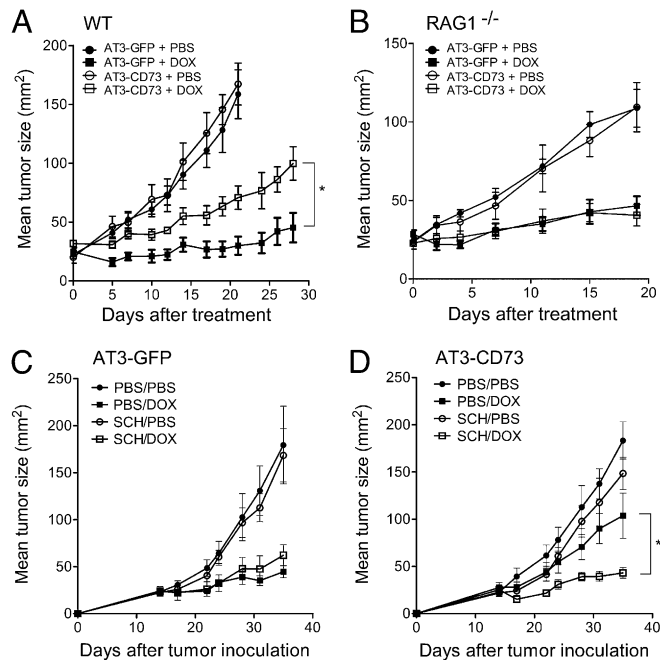 A WT
AT3-GFP + PBS
AT3-GFP + DOX
AT3-CD73 + PBS
AT3-CD73 + DOX
Mean tumor size (mm²)
200
150
100
50
0
0 5 10 15 20 25 30
Days after treatment
*
B RAG1 -/-
AT3-GFP + PBS
AT3-GFP + DOX
AT3-CD73 + PBS
AT3-CD73 + DOX
Mean tumor size (mm²)
150
100
50
0
0 5 10 15 20
Days after treatment
C AT3-GFP
PBS/PBS
PBS/DOX
SCH/PBS
SCH/DOX
Mean tumor size (mm²)
250
200
150
100
50
0
0 10 20 30 40
Days after tumor inoculation
D AT3-CD73
PBS/PBS
PBS/DOX
SCH/PBS
SCH/DOX
Mean tumor size (mm²)
250
200
150
100
50
0
0 10 20 30 40
Days after tumor inoculation
*